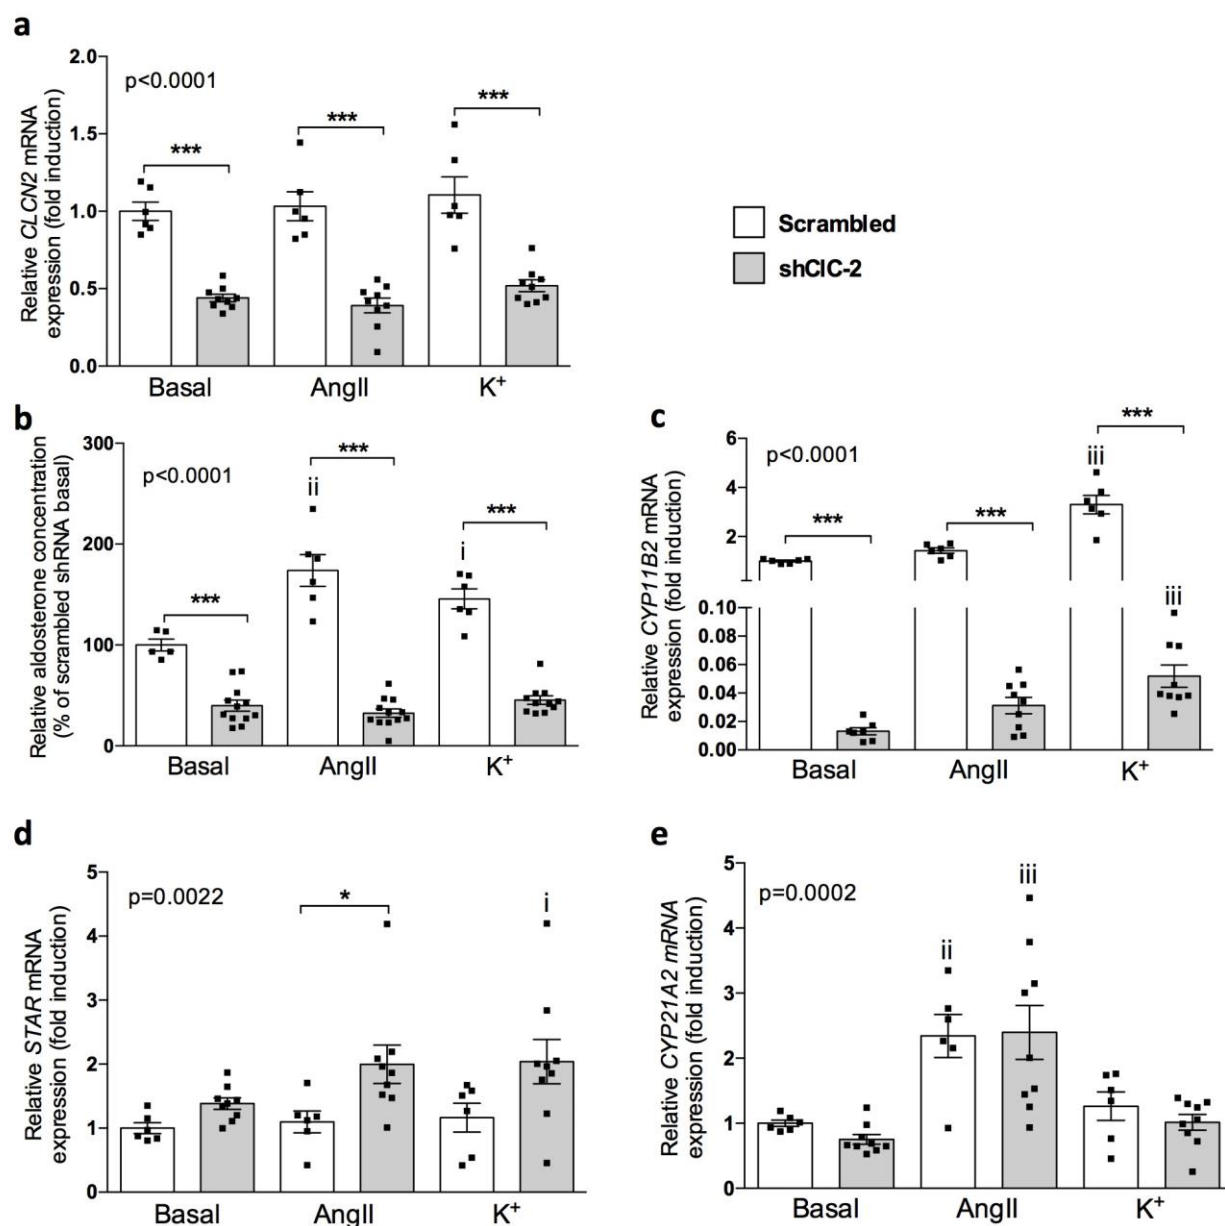 a
2.0
1.5
1.0
0.5
0.0
Relative CLCN2 mRNA
expression (fold induction)
p<0.0001
***
***
***
Basal
AngII
K+
Scrambled
shClC-2
b
300
200
100
0
Relative aldosterone concentration
(% of scrambled shRNA basal)
p<0.0001
***
ii
***
i
***
Basal
AngII
K+
c
6
4
2
0.10
0.08
0.06
0.04
0.02
0.00
Relative CYP11B2 mRNA
expression (fold induction)
p<0.0001
***
***
iii
***
iii
Basal
AngII
K+
d
5
4
3
2
1
0
Relative STAR mRNA
expression (fold induction)
p=0.0022
*
i
Basal
AngII
K+
e
5
4
3
2
1
0
Relative CYP21A2 mRNA
expression (fold induction)
p=0.0002
ii
iii
Basal
AngII
K+